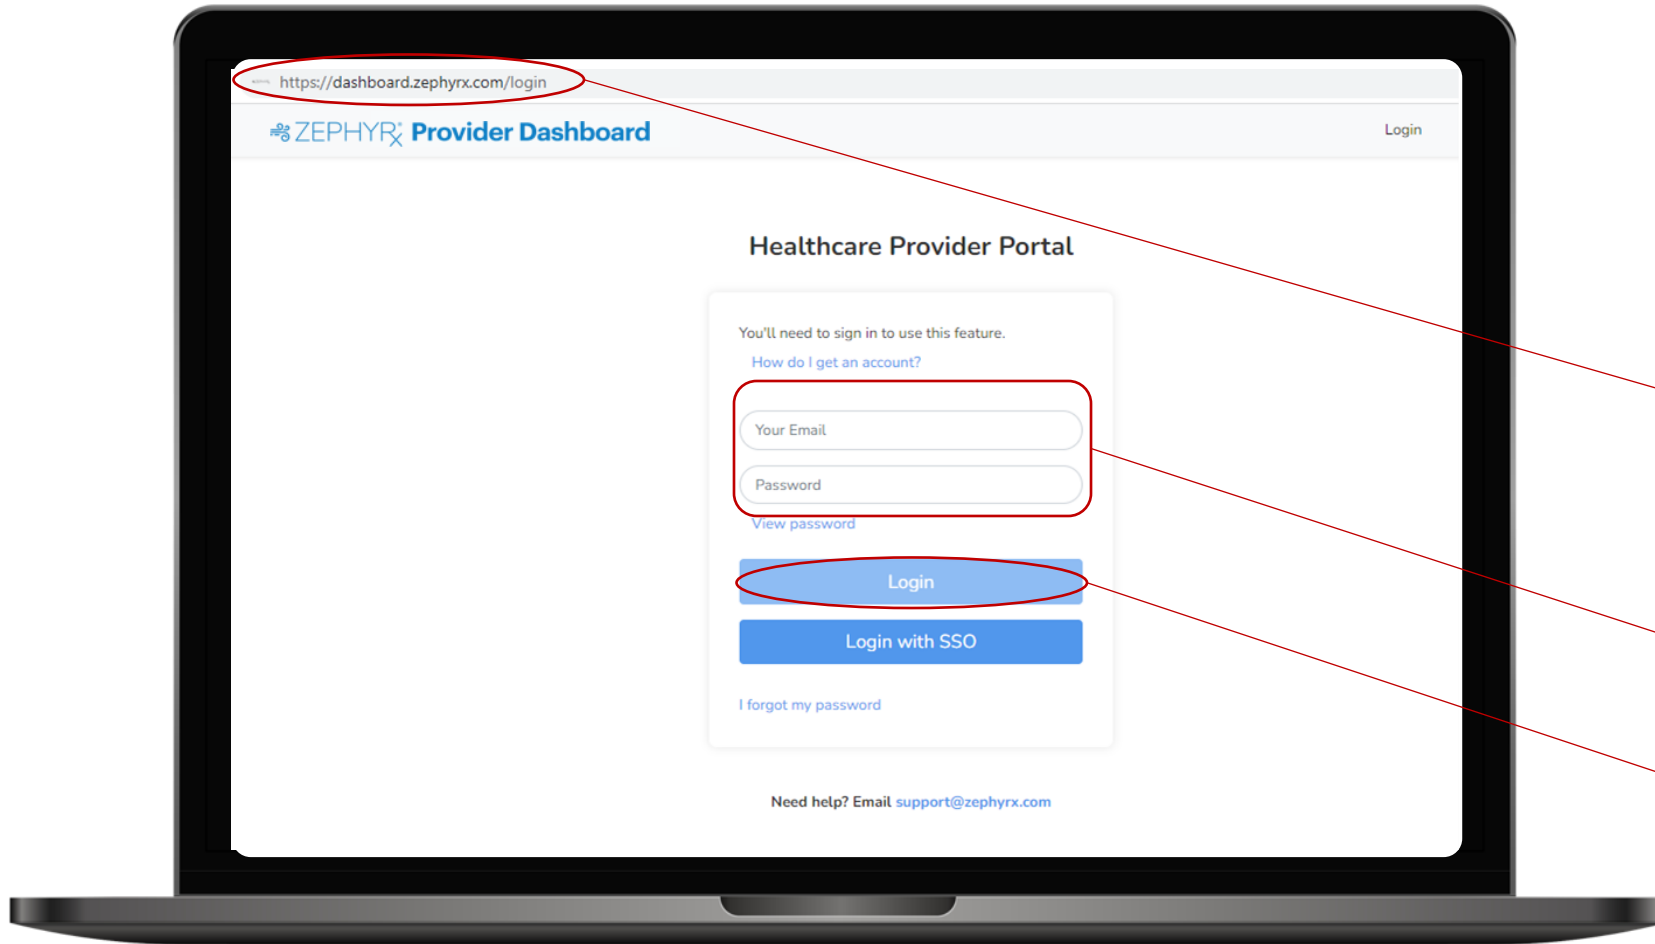 https://dashboard.zephyrx.com/login
ZEPHYRx Provider Dashboard
Login
Healthcare Provider Portal
You'll need to sign in to use this feature.
How do I get an account?
Your Email
Password
View password
Login
Login with SSO
I forgot my password
Need help? Email support@zephyrx.com